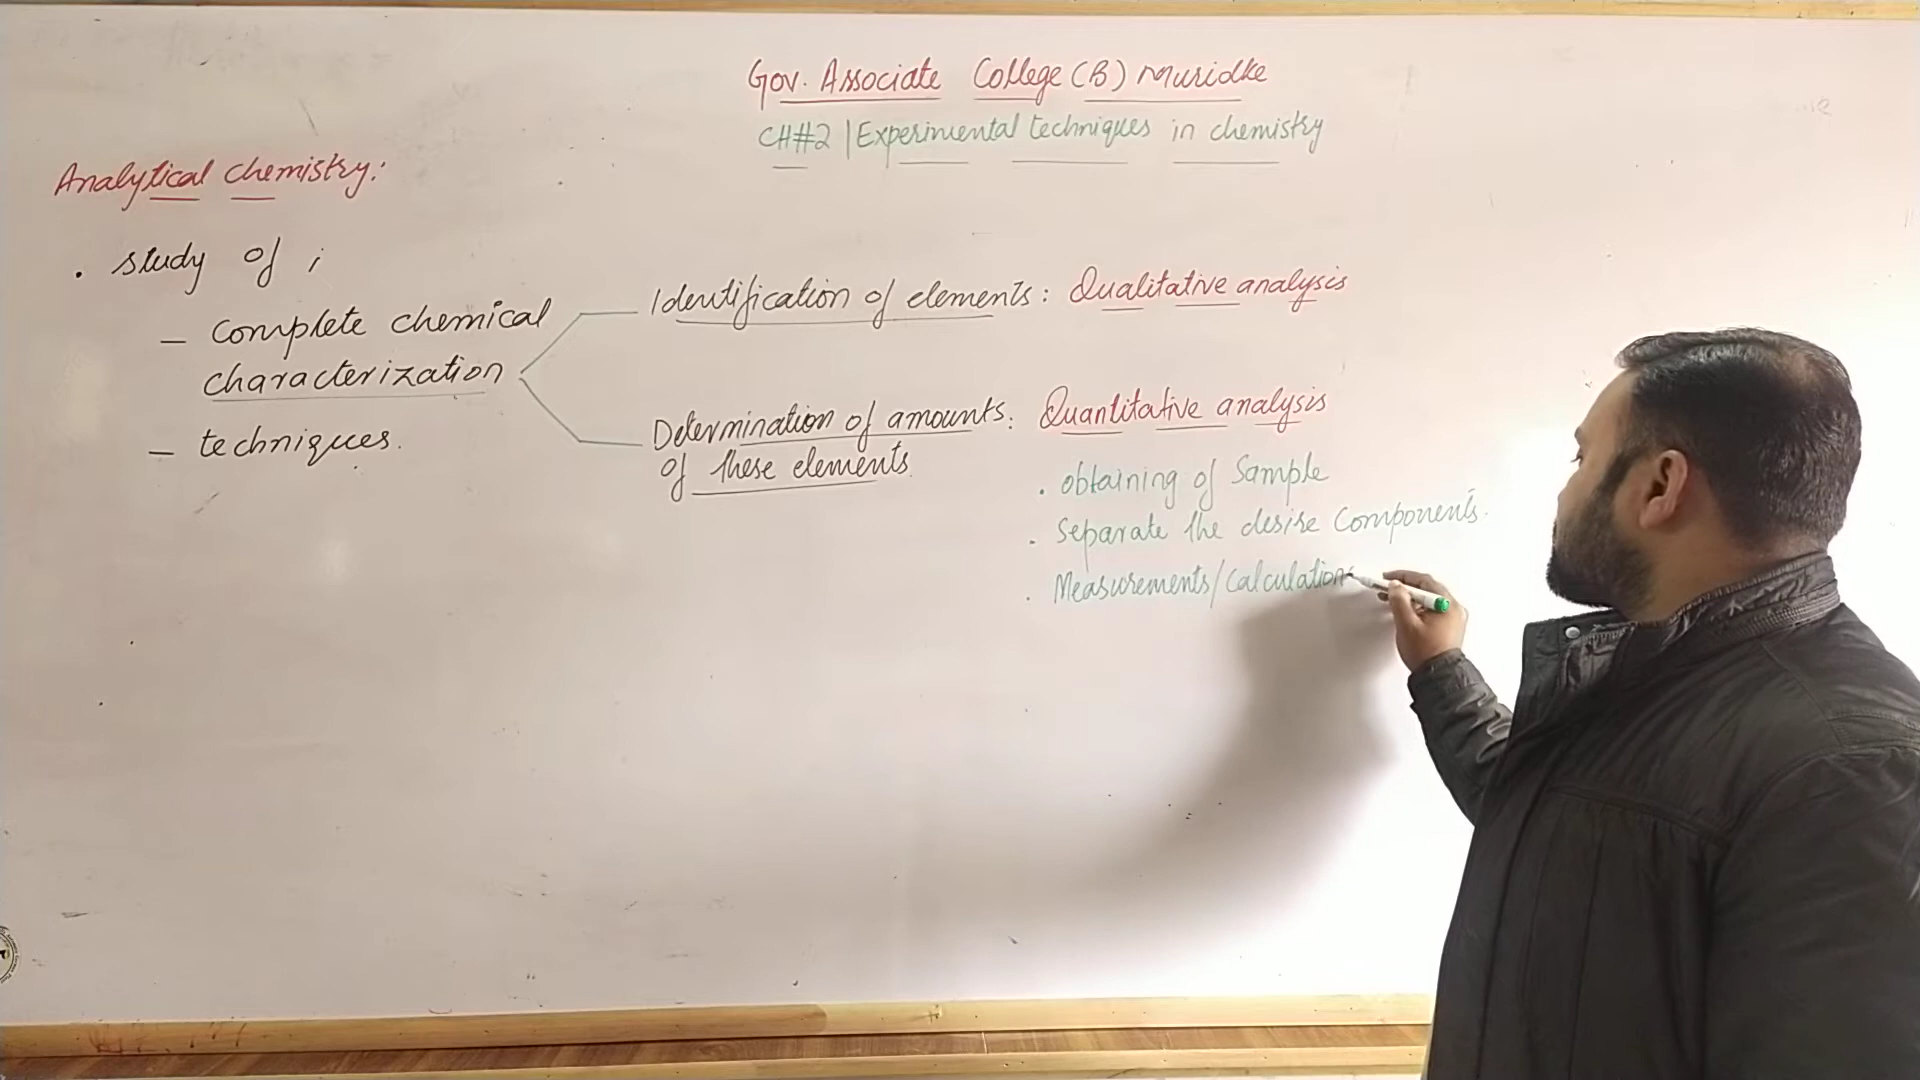 Gov. Associate College (B) Muridke
CH#2 | Experimental techniques in chemistry
Analytical chemistry:
. study of ;
- complete chemical
characterization
- techniques.
Identification of elements: Qualitative analysis
Determination of amounts: Quantitative analysis
of these elements.
. obtaining of Sample
. Separate the desire Components.
. Measurements/Calculations